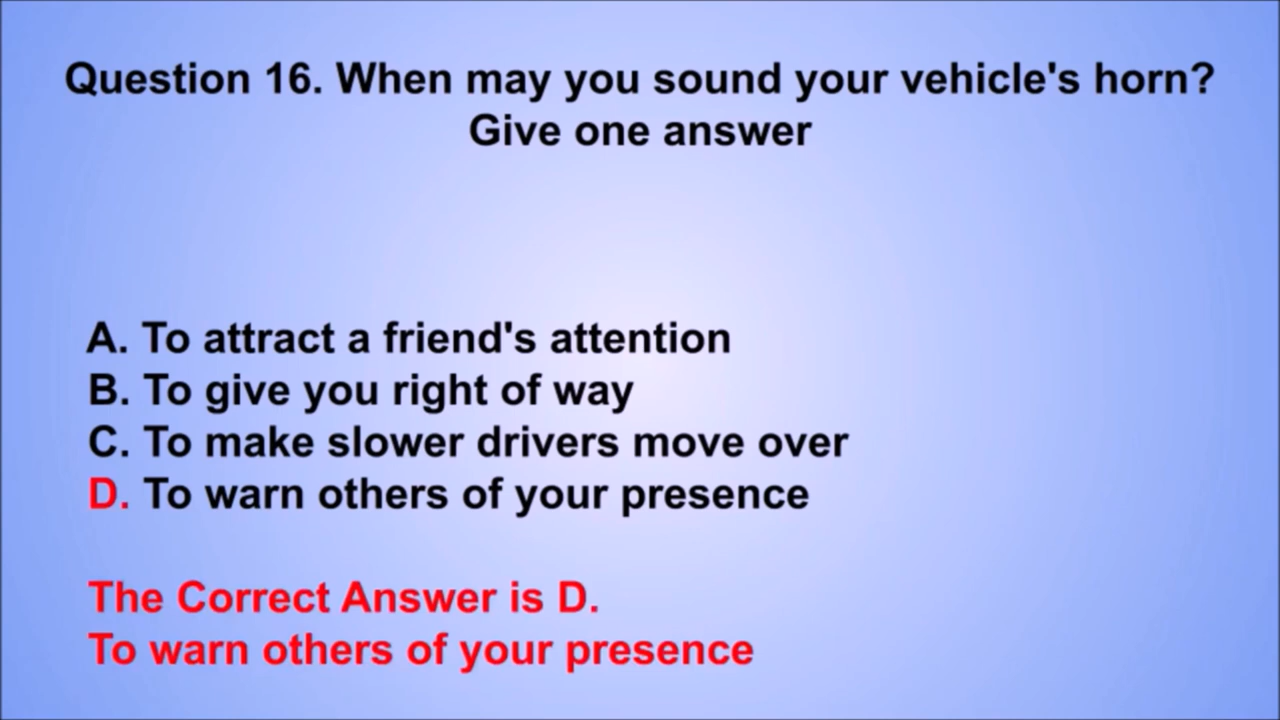 Question 16. When may you sound your vehicle's horn?
Give one answer
A. To attract a friend's attention
B. To give you right of way
C. To make slower drivers move over
D. To warn others of your presence
The Correct Answer is D.
To warn others of your presence